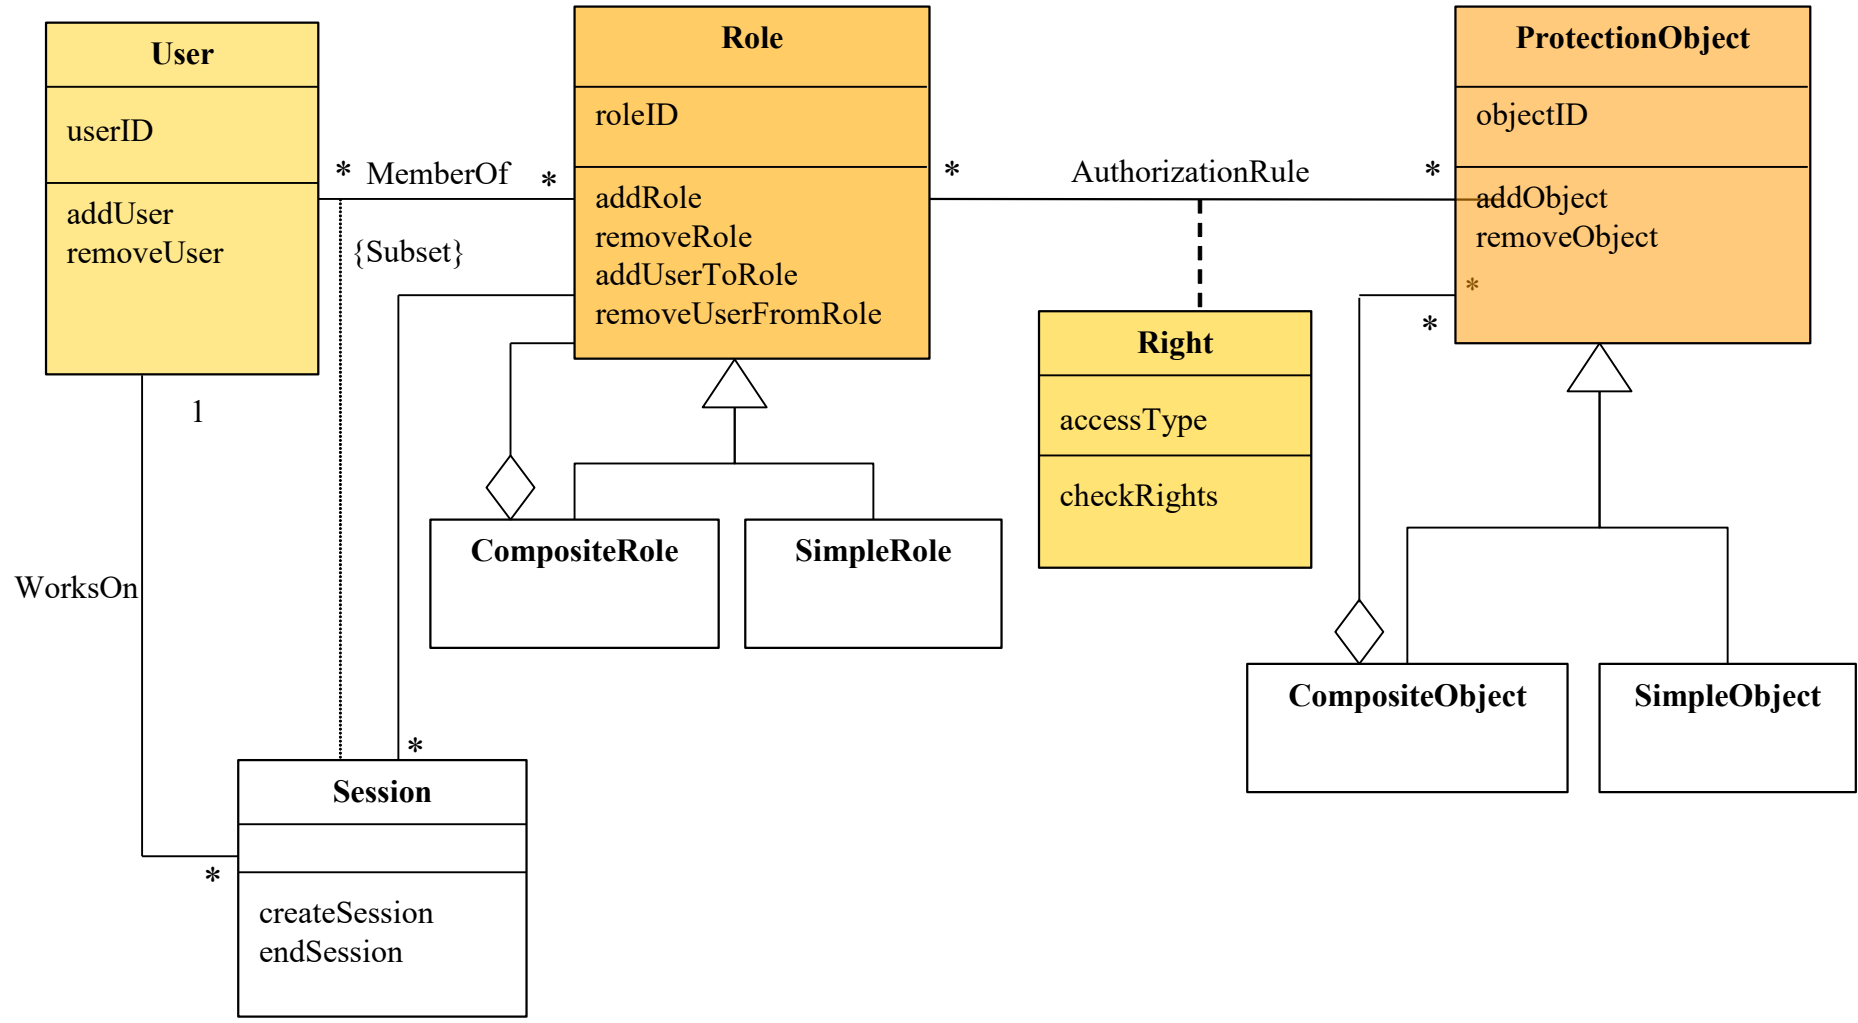 User
userID
addUser
removeUser
* MemberOf *
{Subset}
Role
roleID
addRole
removeRole
addUserToRole
removeUserFromRole
* AuthorizationRule *
ProtectionObject
objectID
addObject
removeObject
*
*
Right
accessType
checkRights
1
CompositeRole
SimpleRole
WorksOn
CompositeObject
SimpleObject
*
Session
*
createSession
endSession